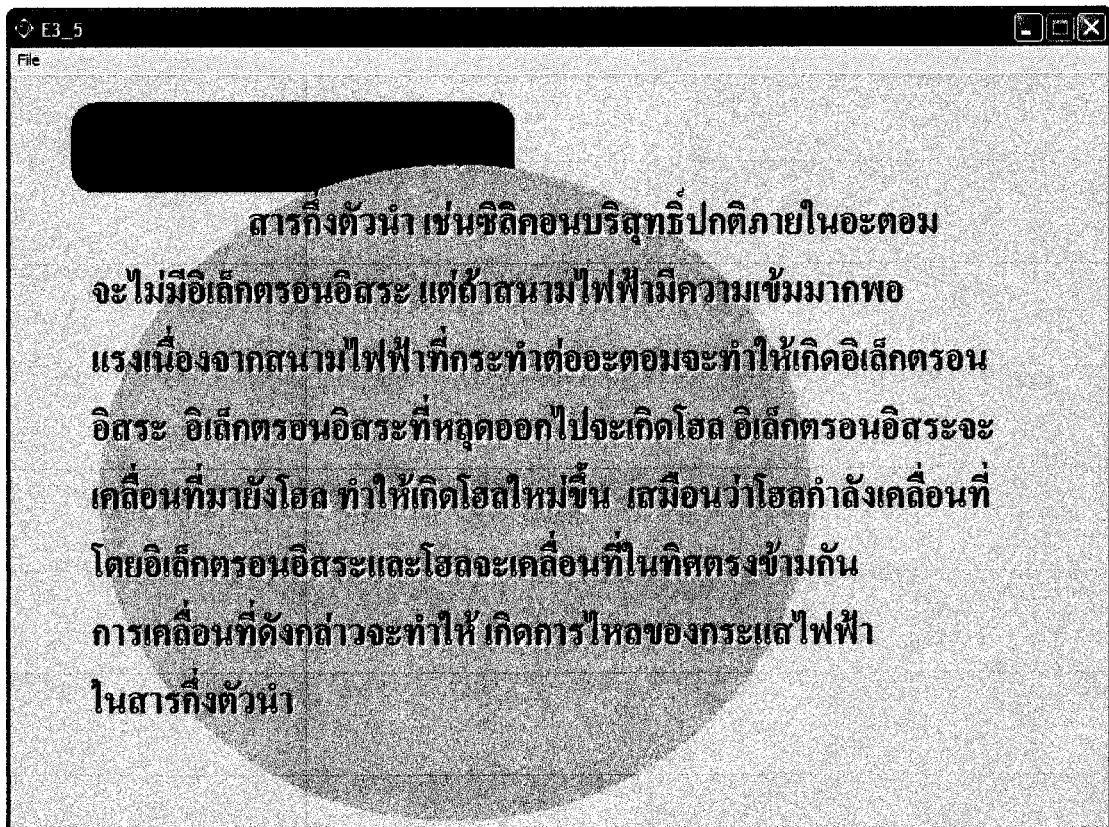 E3_5
File
สารกึ่งตัวนำ เช่นซิลิคอนบริสุทธิ์ปกติภายในอะตอม
จะไม่มีอิเล็กตรอนอิสระ แต่ถ้าสนามไฟฟ้ามีความเข้มมากพอ
แรงเนื่องจากสนามไฟฟ้าที่กระทำต่ออะตอมจะทำให้เกิดอิเล็กตรอน
อิสระ อิเล็กตรอนอิสระที่หลุดออกไปจะเกิดโฮล อิเล็กตรอนอิสระจะ
เคลื่อนที่มายังโฮล ทำให้เกิดโฮลใหม่ขึ้น เสมือนว่าโฮลกำลังเคลื่อนที่
โดยอิเล็กตรอนอิสระและโฮลจะเคลื่อนที่ในทิศตรงข้ามกัน
การเคลื่อนที่ดังกล่าวจะทำให้ เกิดการไหลของกระแสไฟฟ้า
ในสารกึ่งตัวนำ